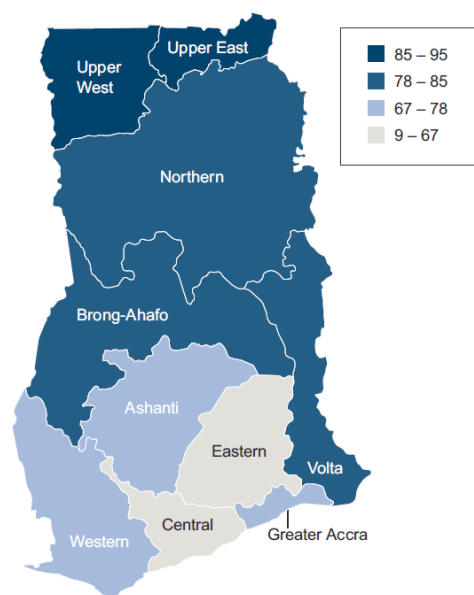 Upper East
Upper
West
Northern
Brong-Ahafo
Ashanti
Eastern
Volta
Central
Western
Greater Accra
85 – 95
78 – 85
67 – 78
9 – 67